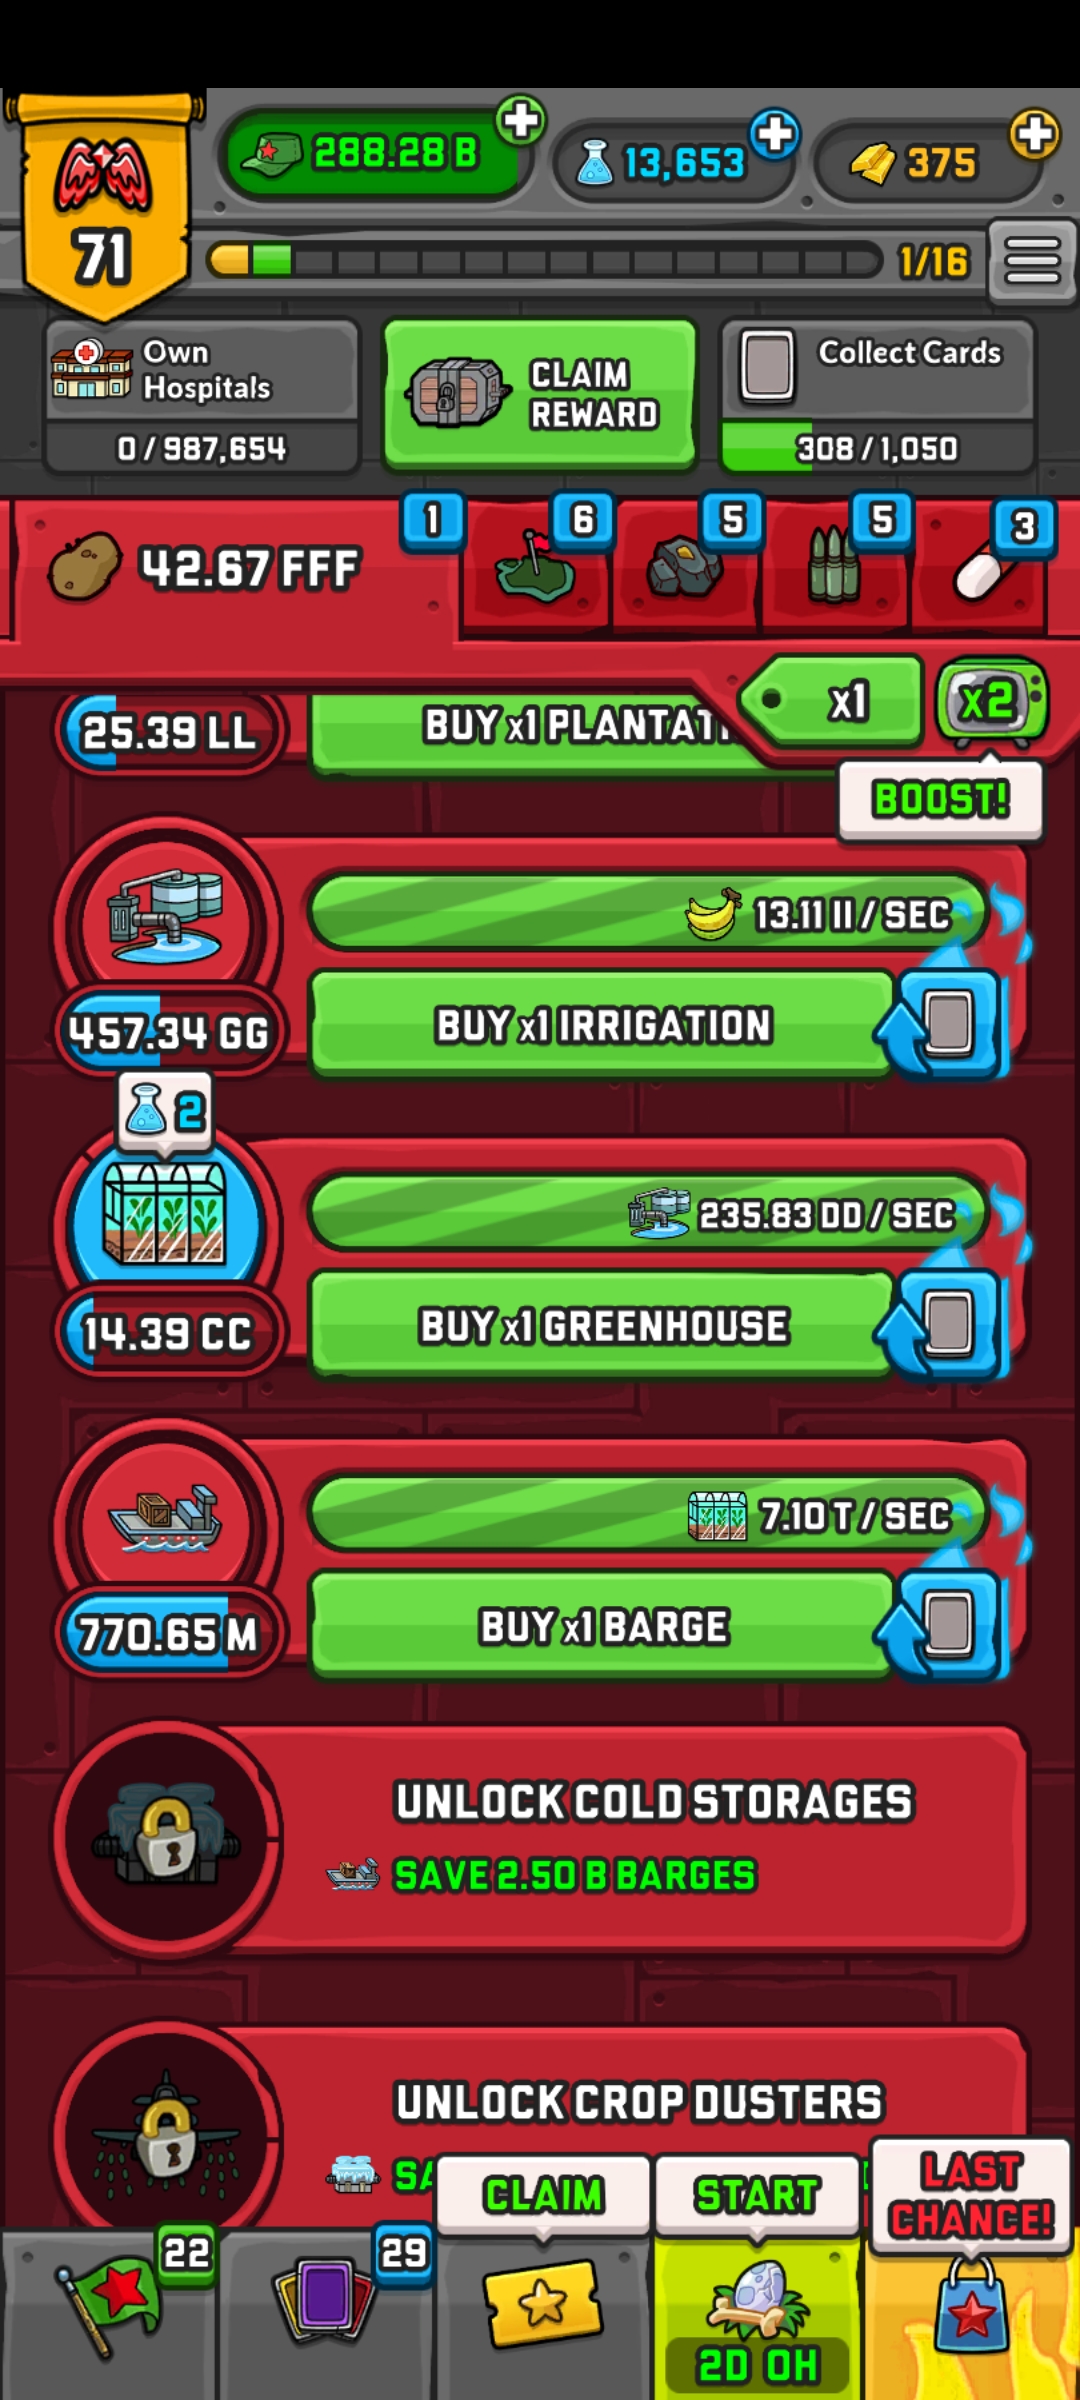 288.28 B
13,653
375
71
1/16
Own
Hospitals
0/987,654
CLAIM
REWARD
Collect Cards
308/1,050
42.67 FFF
1
6
5
5
3
x1
x2
BOOST!
25.39 LL
BUY x1 PLANTATI
13.11 II/SEC
457.34 GG
BUY x1 IRRIGATION
2
235.83 DD/SEC
14.39 CC
BUY x1 GREENHOUSE
7.10 T/SEC
770.65 M
BUY x1 BARGE
UNLOCK COLD STORAGES
SAVE 2.50 B BARGES
UNLOCK CROP DUSTERS
SA
CLAIM
START
LAST
CHANCE!
22
29
2D 0H